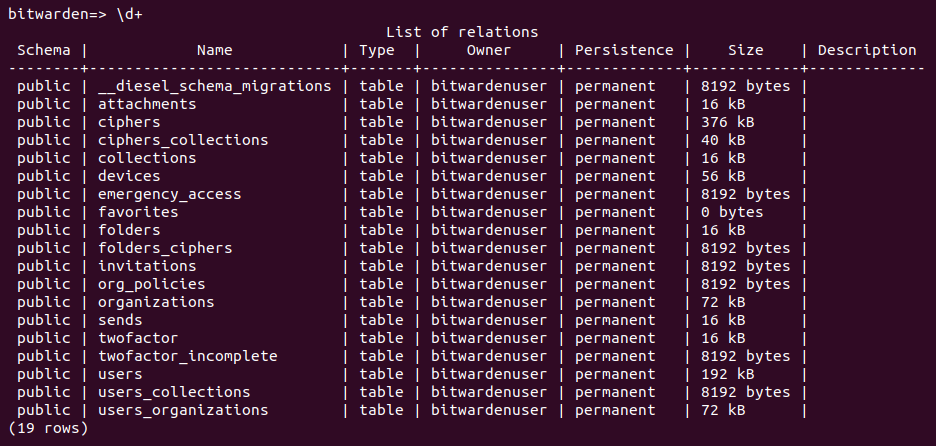 bitwarden=> \d+
                                          List of relations
 Schema |            Name            | Type  |     Owner     | Persistence |    Size    | Description
--------+----------------------------+-------+---------------+-------------+------------+-------------
 public | __diesel_schema_migrations | table | bitwardenuser | permanent   | 8192 bytes |
 public | attachments                | table | bitwardenuser | permanent   | 16 kB      |
 public | ciphers                    | table | bitwardenuser | permanent   | 376 kB     |
 public | ciphers_collections        | table | bitwardenuser | permanent   | 40 kB      |
 public | collections                | table | bitwardenuser | permanent   | 16 kB      |
 public | devices                    | table | bitwardenuser | permanent   | 56 kB      |
 public | emergency_access           | table | bitwardenuser | permanent   | 8192 bytes |
 public | favorites                  | table | bitwardenuser | permanent   | 0 bytes    |
 public | folders                    | table | bitwardenuser | permanent   | 16 kB      |
 public | folders_ciphers            | table | bitwardenuser | permanent   | 8192 bytes |
 public | invitations                | table | bitwardenuser | permanent   | 8192 bytes |
 public | org_policies               | table | bitwardenuser | permanent   | 8192 bytes |
 public | organizations              | table | bitwardenuser | permanent   | 72 kB      |
 public | sends                      | table | bitwardenuser | permanent   | 16 kB      |
 public | twofactor                  | table | bitwardenuser | permanent   | 16 kB      |
 public | twofactor_incomplete       | table | bitwardenuser | permanent   | 8192 bytes |
 public | users                      | table | bitwardenuser | permanent   | 192 kB     |
 public | users_collections          | table | bitwardenuser | permanent   | 8192 bytes |
 public | users_organizations        | table | bitwardenuser | permanent   | 72 kB      |
(19 rows)